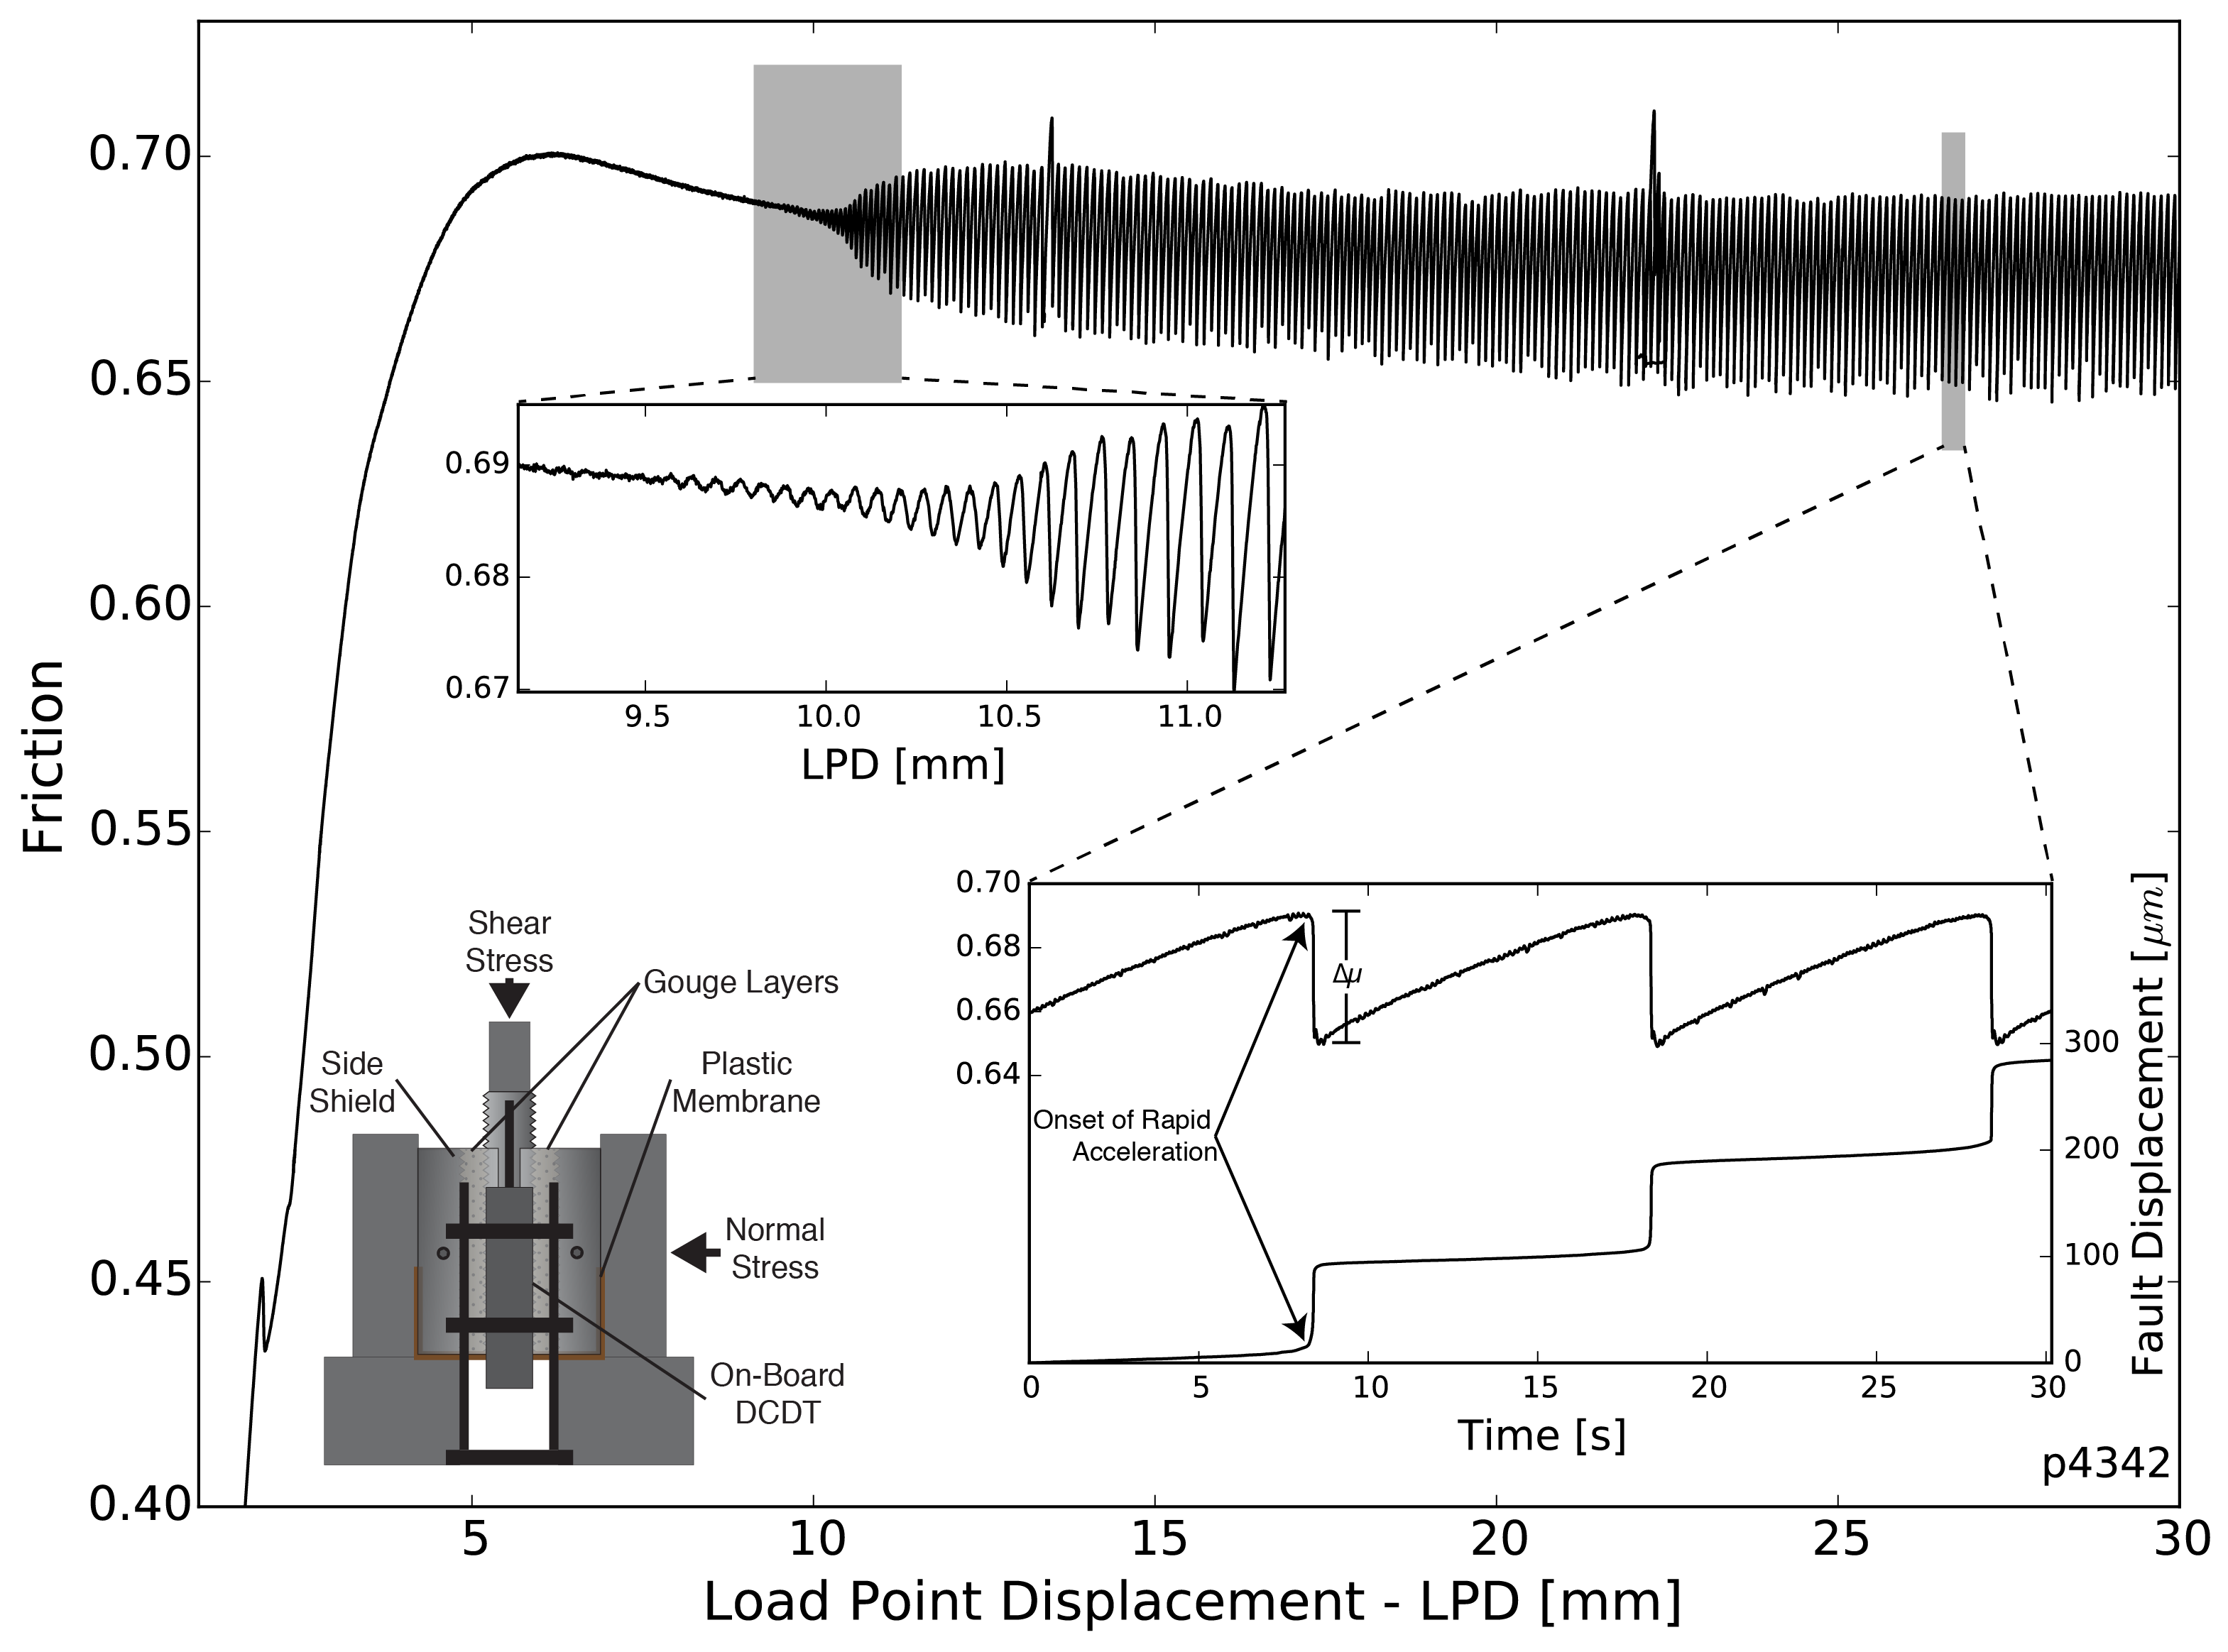 0.70
0.65
0.60
0.55
0.50
0.45
0.40
Friction
5
10
15
20
25
30
Load Point Displacement - LPD [mm]
0.69
0.68
0.67
9.5
10.0
10.5
11.0
LPD [mm]
Shear
Stress
Gouge Layers
Side
Shield
Plastic
Membrane
Normal
Stress
On-Board
DCDT
0.70
0.68
0.66
0.64
Δμ
Onset of Rapid
Acceleration
300
200
100
0
Fault Displacement [μm]
0
5
10
15
20
25
30
Time [s]
p4342